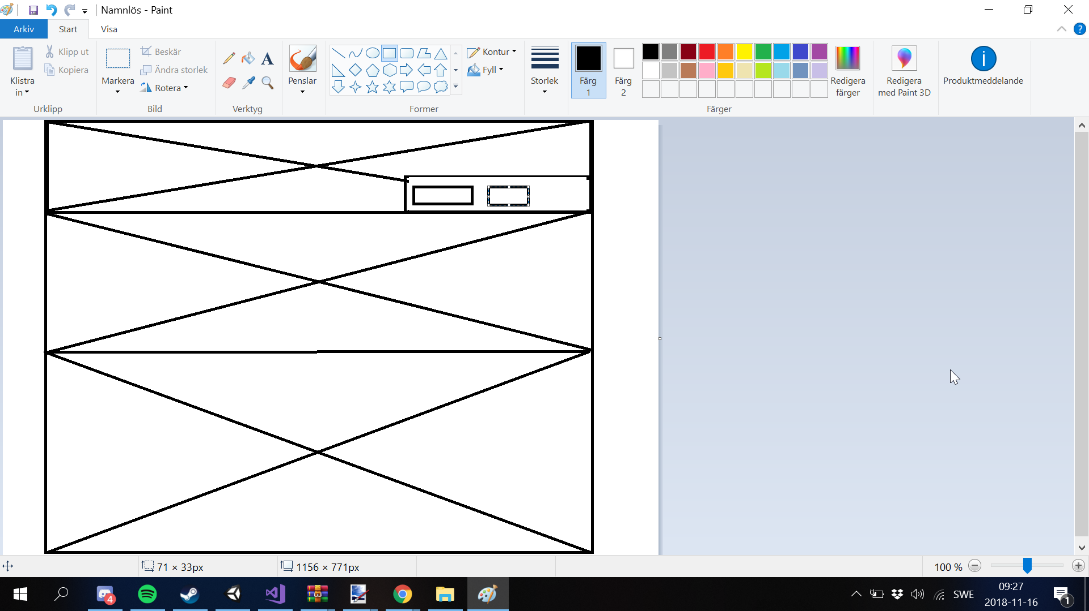 Namnlös - Paint
Arkiv
Start
Visa
Klistra
in
Klipp ut
Kopiera
Urklipp
Markera
Beskär
Ändra storlek
Rotera
Bild
A
Verktyg
Penslar
Former
Kontur
Fyll
Storlek
Färg
1
Färg
2
Färger
Redigera
färger
Redigera
med Paint 3D
Produktmeddelande
71 × 33px
1156 × 771px
100 %
4
SWE
09:27
2018-11-16
1